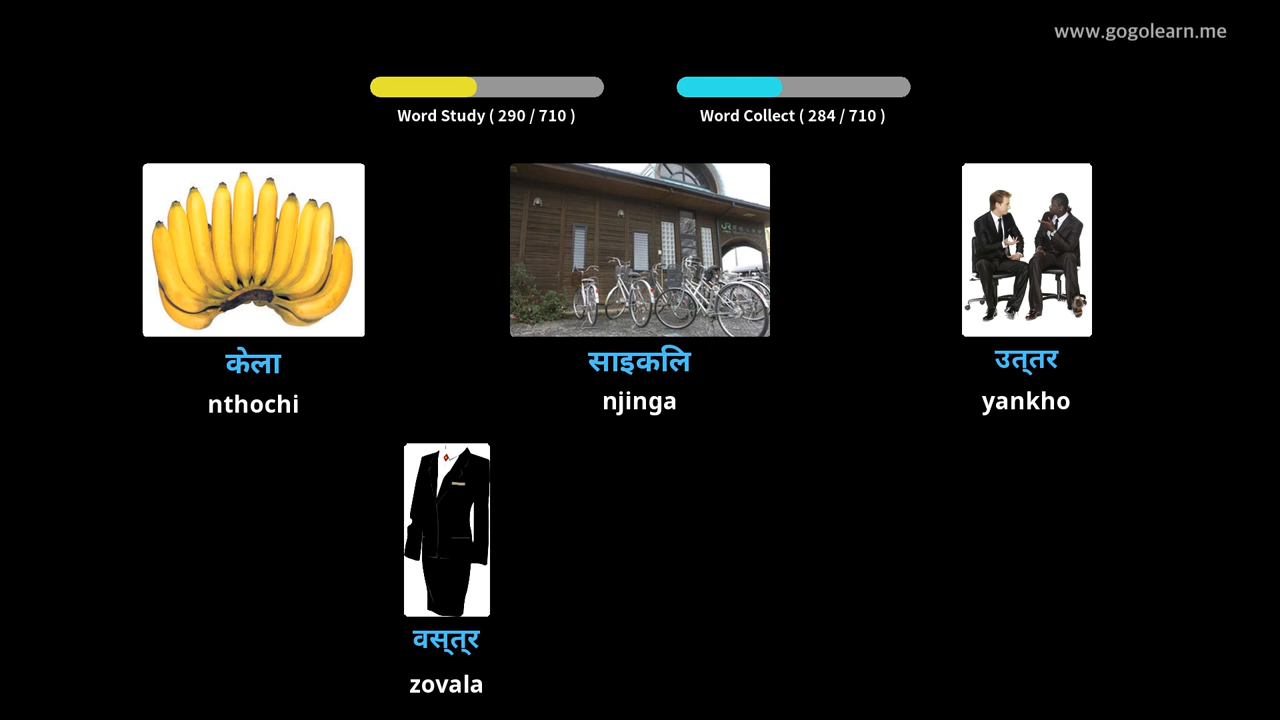 www.gogolearn.me
Word Study ( 290 / 710 )
Word Collect ( 284 / 710 )
केला
साइकलि
उत्‌तर
nthochi
njinga
yankho
वस्‌त्‌र
zovala